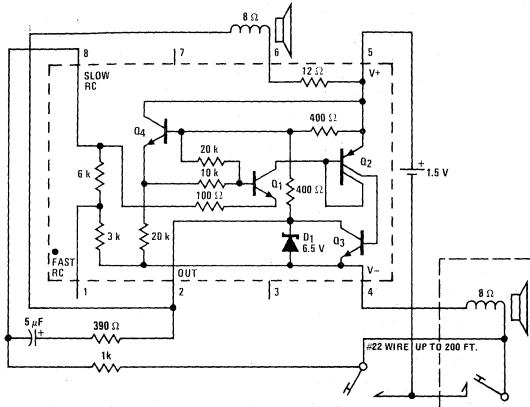 8 Ω
8
7
6
5
SLOW
RC
12 Ω
V+
400 Ω
Q4
20 k
Q2
10 k
Q1
6 k
100 Ω
400 Ω
+
1.5 V
3 k
20 k
D1
6.5 V
Q3
FAST
RC
OUT
V−
1
2
3
4
8 Ω
5 μF
+
390 Ω
1k
#22 WIRE UP TO 200 FT.